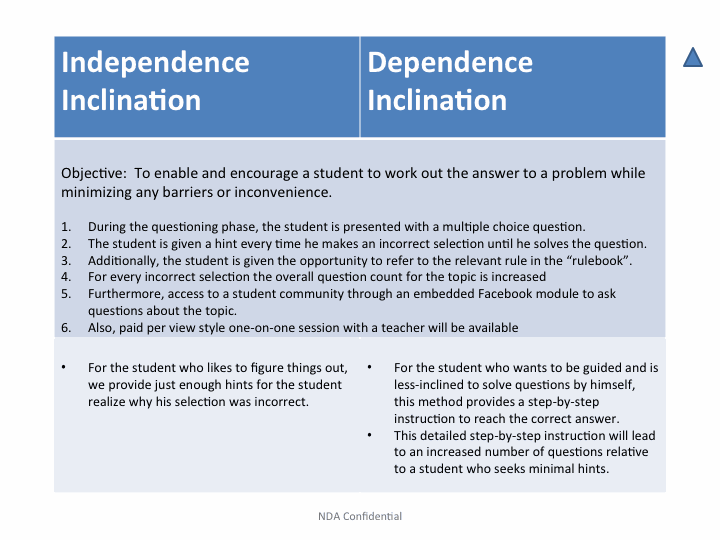 Independence
Inclination
Dependence
Inclination
Objective:  To enable and encourage a student to work out the answer to a problem while
minimizing any barriers or inconvenience.
1. During the questioning phase, the student is presented with a multiple choice question.
2. The student is given a hint every time he makes an incorrect selection until he solves the question.
3. Additionally, the student is given the opportunity to refer to the relevant rule in the “rulebook”.
4. For every incorrect selection the overall question count for the topic is increased
5. Furthermore, access to a student community through an embedded Facebook module to ask
questions about the topic.
6. Also, paid per view style one-on-one session with a teacher will be available
• For the student who likes to figure things out,
we provide just enough hints for the student
realize why his selection was incorrect.
• For the student who wants to be guided and is
less-inclined to solve questions by himself,
this method provides a step-by-step
instruction to reach the correct answer.
• This detailed step-by-step instruction will lead
to an increased number of questions relative
to a student who seeks minimal hints.
NDA Confidential